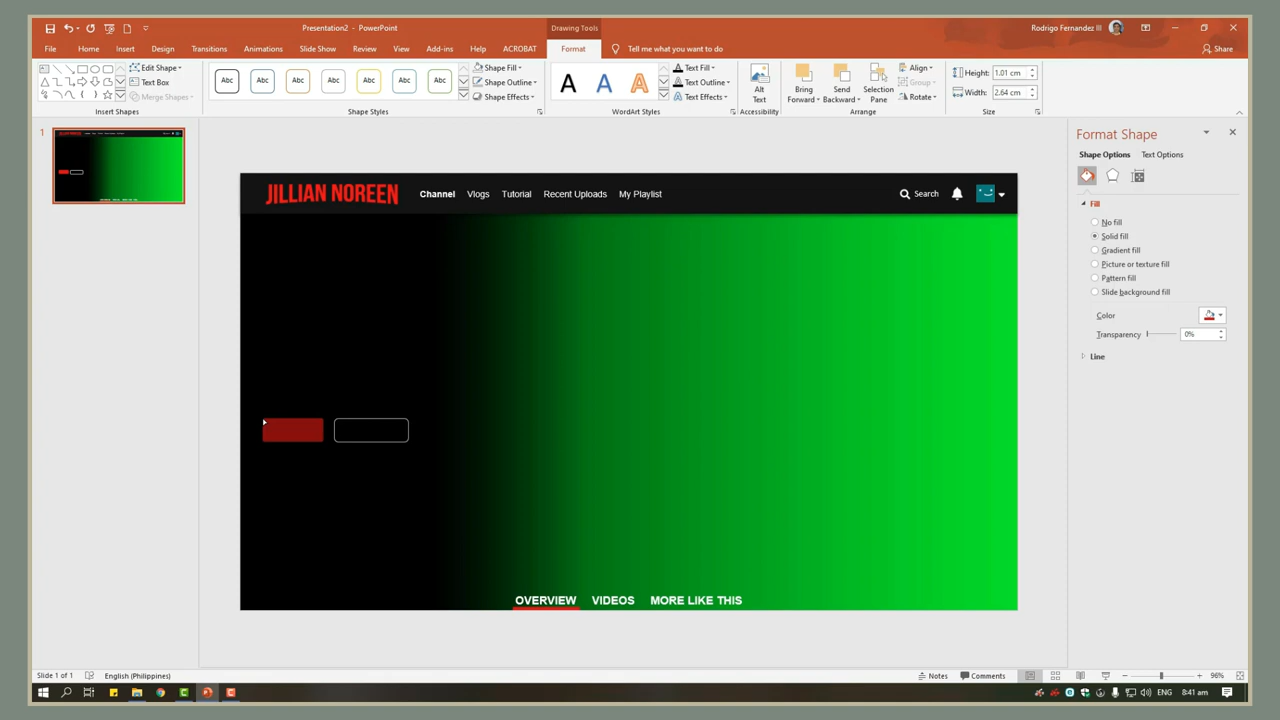 Presentation2 - PowerPoint
Drawing Tools
Rodrigo Fernandez III
File Home Insert Design Transitions Animations Slide Show Review View Add-ins Help ACROBAT Format Tell me what you want to do Share
Edit Shape
Text Box
Merge Shapes
Insert Shapes
Abc Abc Abc Abc Abc Abc Abc
Shape Fill
Shape Outline
Shape Effects
Shape Styles
A A A
Text Fill
Text Outline
Text Effects
WordArt Styles
Alt Text
Accessibility
Bring Forward
Send Backward
Selection Pane
Align
Group
Rotate
Arrange
Height: 1.01 cm
Width: 2.64 cm
Size
1
JILLIAN NOREEN Channel Vlogs Tutorial Recent Uploads My Playlist Search
OVERVIEW VIDEOS MORE LIKE THIS
Format Shape
Shape Options Text Options
Fill
No fill
Solid fill
Gradient fill
Picture or texture fill
Pattern fill
Slide background fill
Color
Transparency 0%
Line
Slide 1 of 1 English (Philippines) Notes Comments 96%
ENG 8:41 am